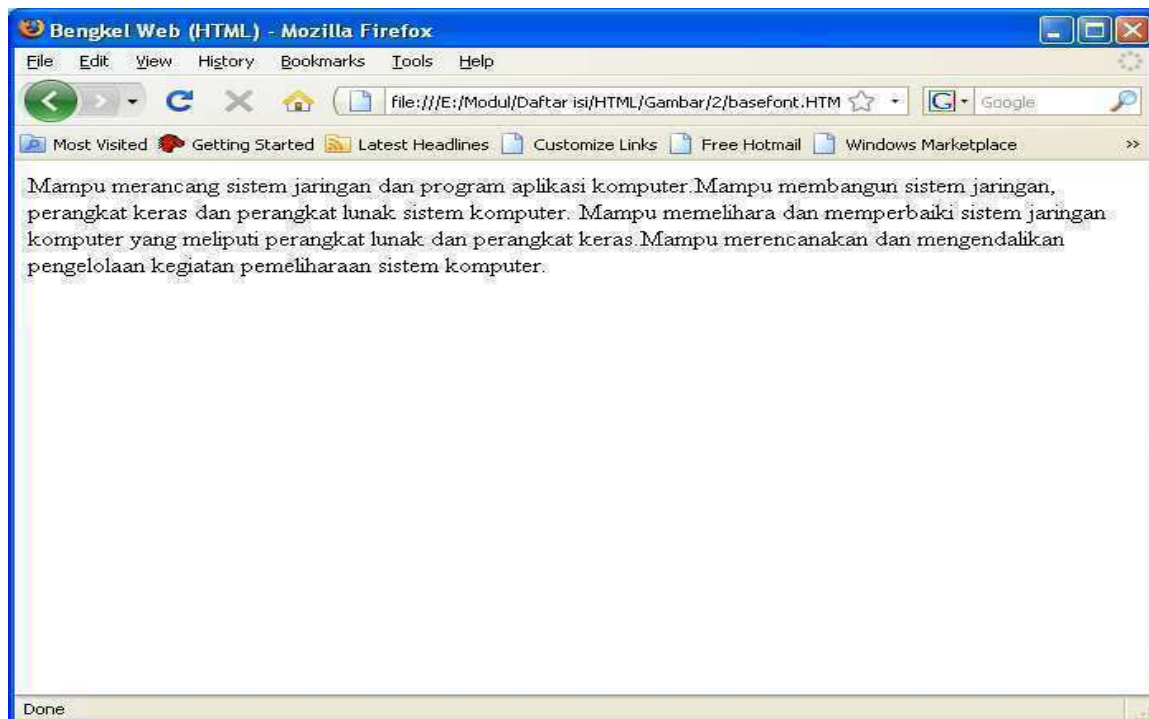 Bengkel Web (HTML) - Mozilla Firefox
File Edit View History Bookmarks Tools Help
file:///E:/Modul/Daftar isi/HTML/Gambar/2/basefont.HTM G Google
Most Visited Getting Started Latest Headlines Customize Links Free Hotmail Windows Marketplace »
Mampu merancang sistem jaringan dan program aplikasi komputer.Mampu membangun sistem jaringan,
perangkat keras dan perangkat lunak sistem komputer. Mampu memelihara dan memperbaiki sistem jaringan
komputer yang meliputi perangkat lunak dan perangkat keras.Mampu merencanakan dan mengendalikan
pengelolaan kegiatan pemeliharaan sistem komputer.
Done